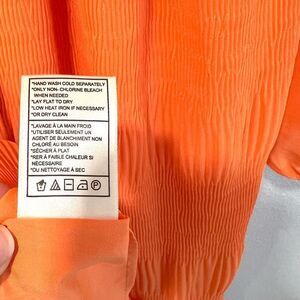 *HAND WASH COLD SEPARATELY
*ONLY NON- CHLORINE BLEACH
WHEN NEEDED
*LAY FLAT TO DRY
*LOW HEAT IRON IF NECESSARY
*OR DRY CLEAN
*LAVAGE À LA MAIN FROID
*UTILISER SEULEMENT UN
AGENT DE BLANCHIMENT NON
CHLORÉ AU BESOIN
*SÉCHER À PLAT
*RER À FAIBLE CHALEUR SI
NÉCESSAIRE
*DU NETTOYAGE À SEC